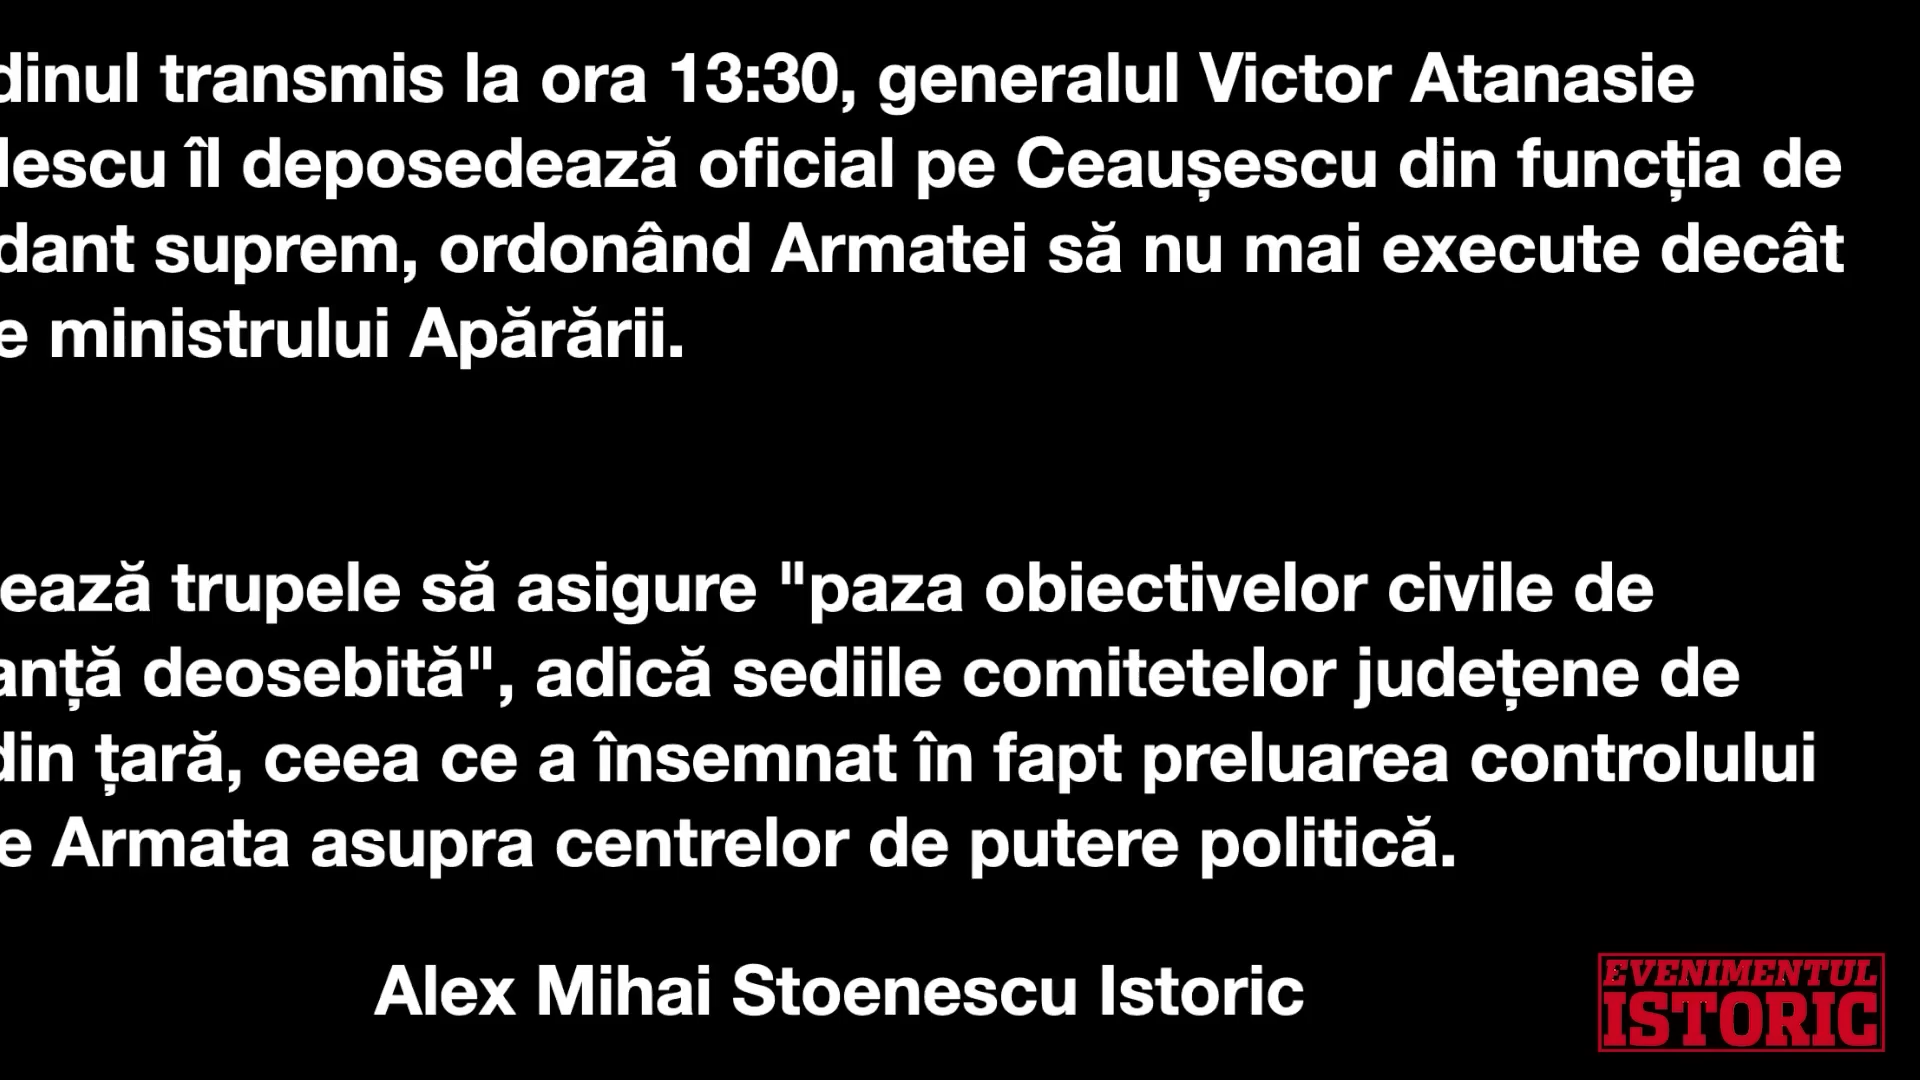 dinul transmis la ora 13:30, generalul Victor Atanasie
lescu îl deposedează oficial pe Ceaușescu din funcția de
dant suprem, ordonând Armatei să nu mai execute decât
e ministrului Apărării.
ează trupele să asigure "paza obiectivelor civile de
anță deosebită", adică sediile comitetelor județene de
din țară, ceea ce a însemnat în fapt preluarea controlului
e Armata asupra centrelor de putere politică.
Alex Mihai Stoenescu Istoric
EVENIMENTUL
ISTORIC